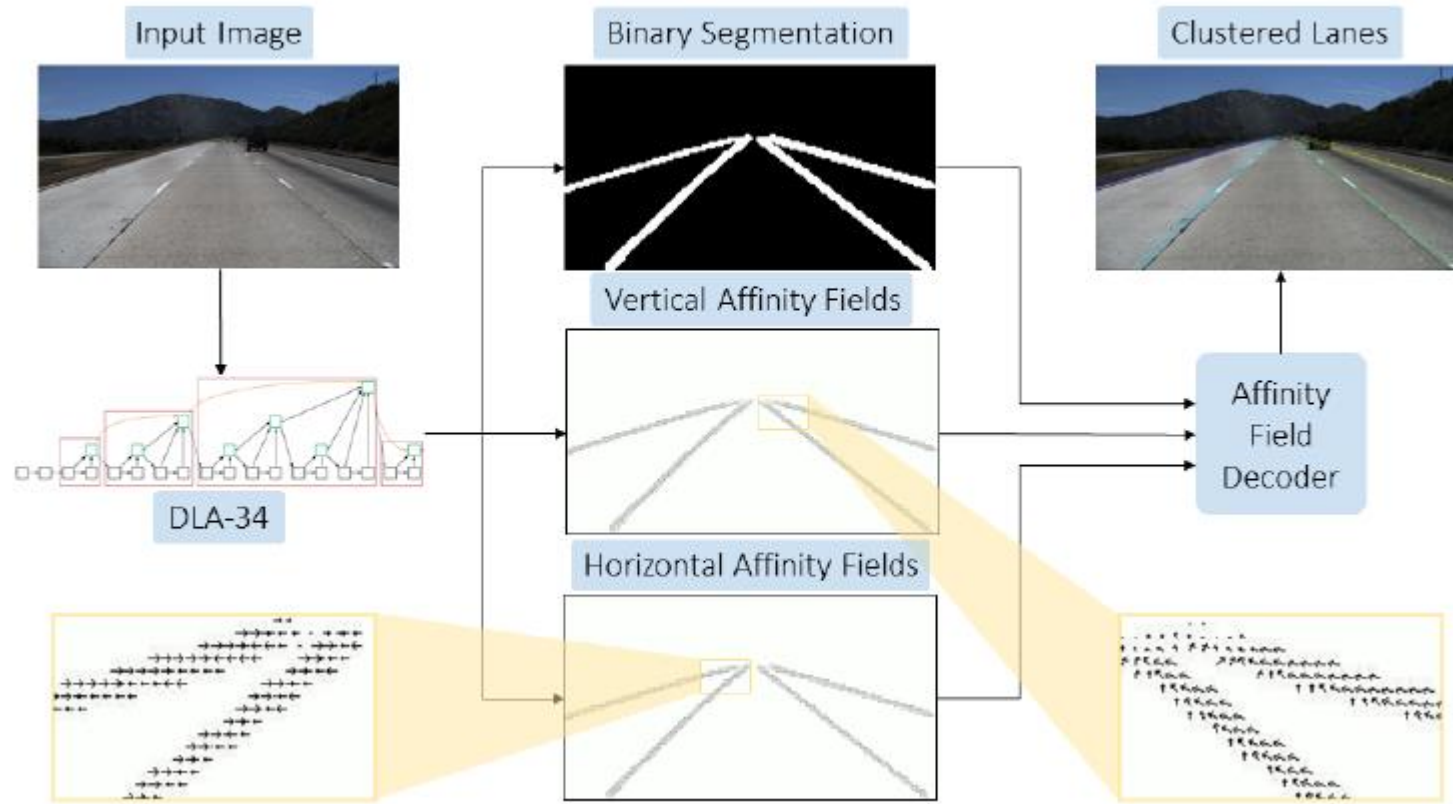 Input Image
Binary Segmentation
Clustered Lanes
Vertical Affinity Fields
Affinity
Field
Decoder
DLA-34
Horizontal Affinity Fields